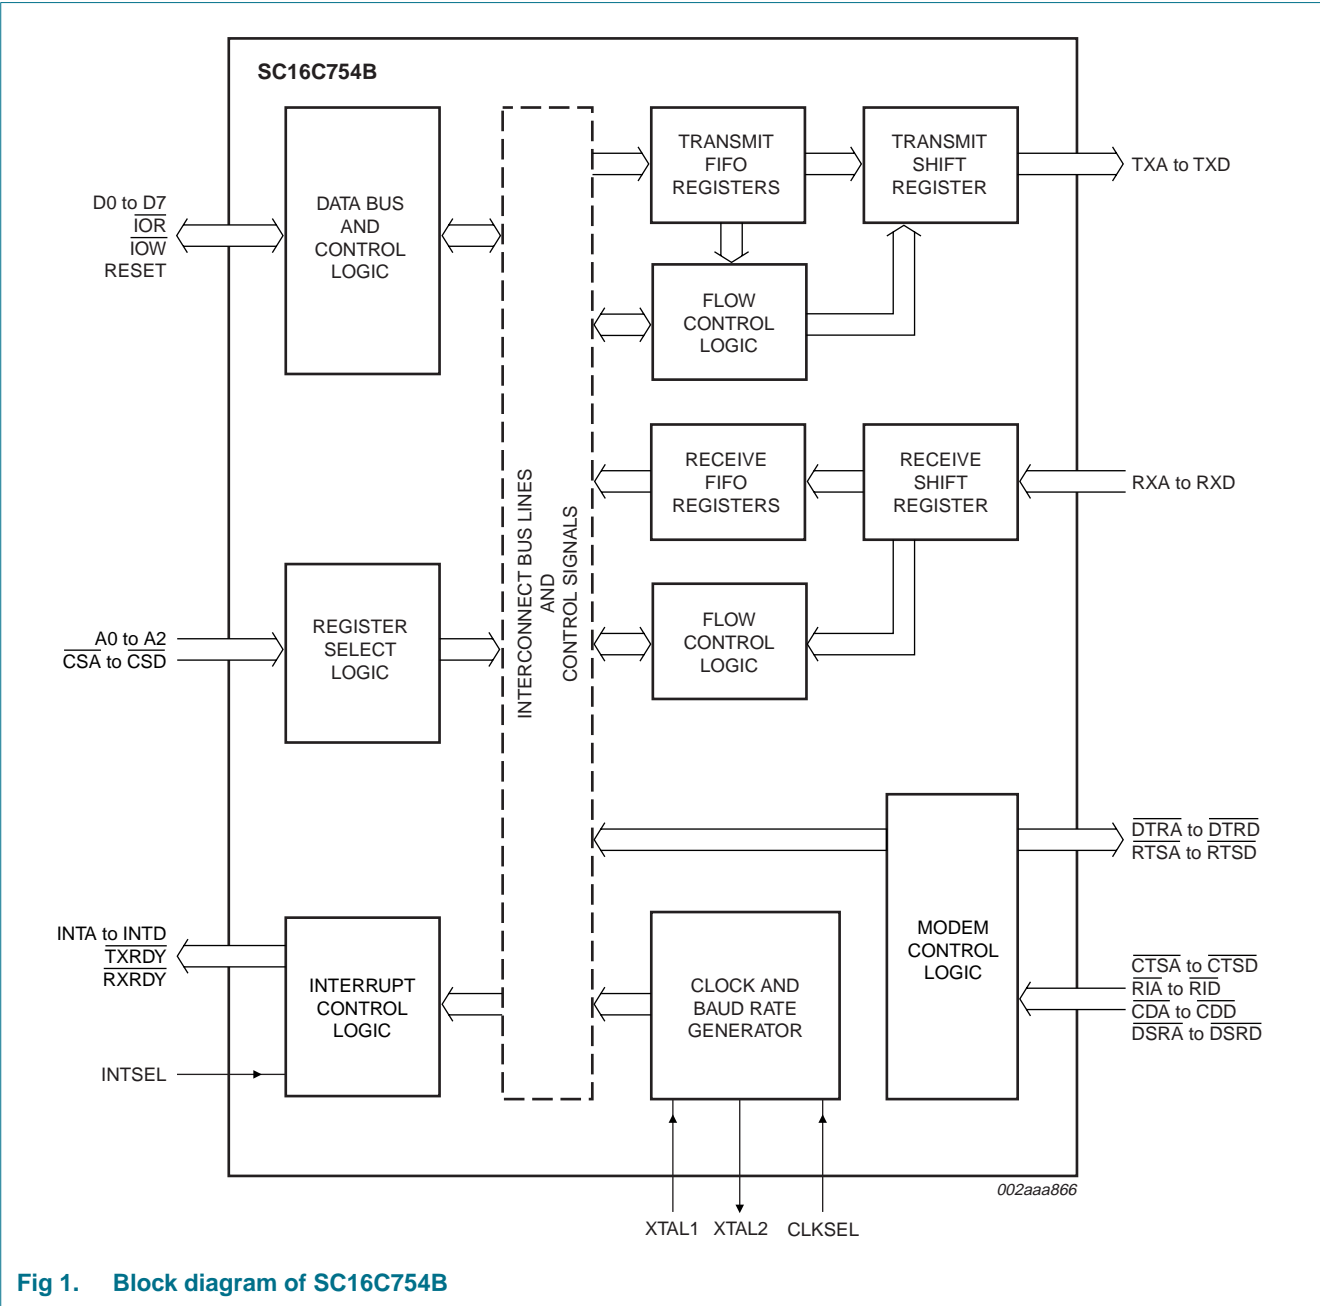 SC16C754B
D0 to D7
IOR
IOW
RESET
DATA BUS
AND
CONTROL
LOGIC
TRANSMIT
FIFO
REGISTERS
TRANSMIT
SHIFT
REGISTER
TXA to TXD
FLOW
CONTROL
LOGIC
INTERCONNECT BUS LINES
AND
CONTROL SIGNALS
RECEIVE
FIFO
REGISTERS
RECEIVE
SHIFT
REGISTER
RXA to RXD
A0 to A2
CSA to CSD
REGISTER
SELECT
LOGIC
FLOW
CONTROL
LOGIC
DTRA to DTRD
RTSA to RTSD
MODEM
CONTROL
LOGIC
CTSA to CTSD
RIA to RID
CDA to CDD
DSRA to DSRD
INTA to INTD
TXRDY
RXRDY
INTERRUPT
CONTROL
LOGIC
INTSEL
CLOCK AND
BAUD RATE
GENERATOR
XTAL1
XTAL2
CLKSEL
002aaa866
Fig 1. Block diagram of SC16C754B